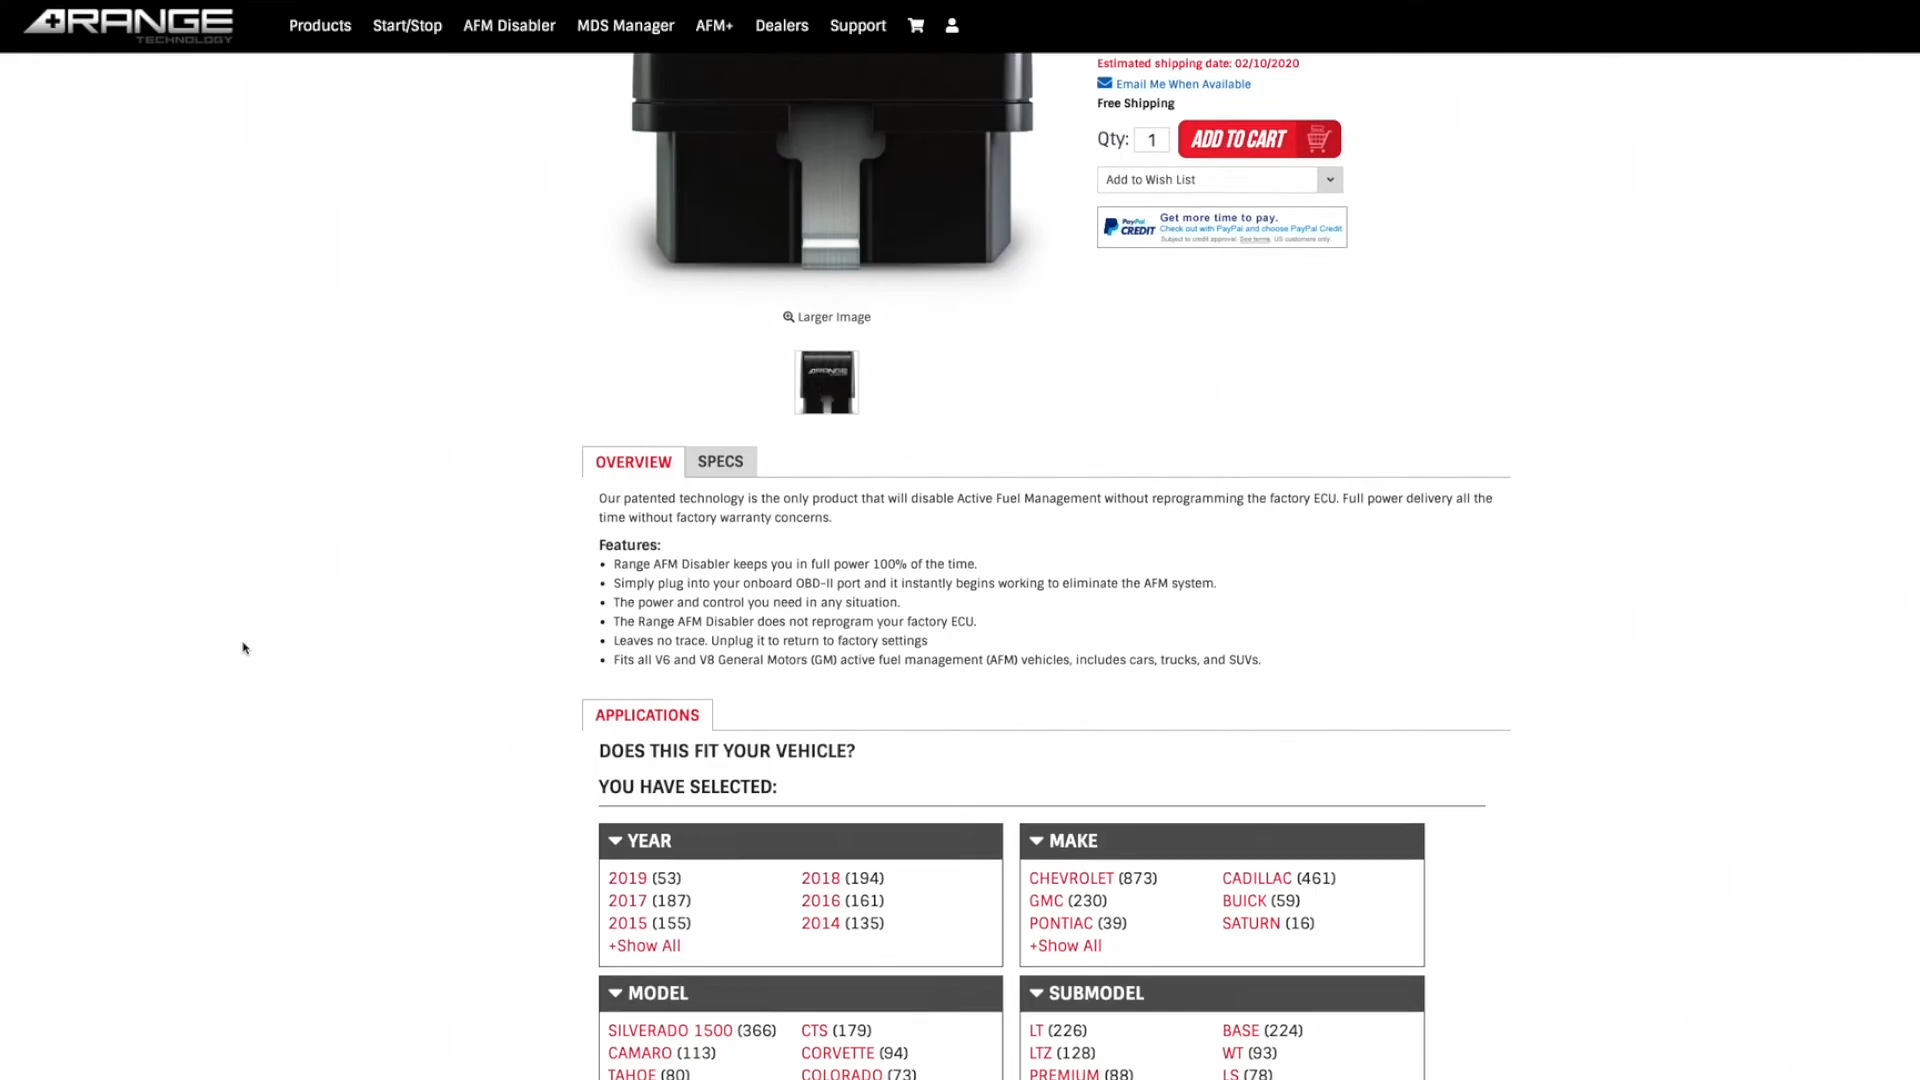 RANGE
TECHNOLOGY
Products
Start/Stop
AFM Disabler
MDS Manager
AFM+
Dealers
Support
Estimated shipping date: 02/10/2020
Email Me When Available
Free Shipping
Qty: 1
ADD TO CART
Add to Wish List
PayPal CREDIT
Get more time to pay.
Check out with PayPal and choose PayPal Credit
Subject to credit approval. See terms. US customers only.
Larger Image
RANGE
OVERVIEW
SPECS
Our patented technology is the only product that will disable Active Fuel Management without reprogramming the factory ECU. Full power delivery all the
time without factory warranty concerns.
Features:
• Range AFM Disabler keeps you in full power 100% of the time.
• Simply plug into your onboard OBD-II port and it instantly begins working to eliminate the AFM system.
• The power and control you need in any situation.
• The Range AFM Disabler does not reprogram your factory ECU.
• Leaves no trace. Unplug it to return to factory settings
• Fits all V6 and V8 General Motors (GM) active fuel management (AFM) vehicles, includes cars, trucks, and SUVs.
APPLICATIONS
DOES THIS FIT YOUR VEHICLE?
YOU HAVE SELECTED:
YEAR
2019 (53) 2018 (194)
2017 (187) 2016 (161)
2015 (155) 2014 (135)
+Show All
MAKE
CHEVROLET (873) CADILLAC (461)
GMC (230) BUICK (59)
PONTIAC (39) SATURN (16)
+Show All
MODEL
SILVERADO 1500 (366) CTS (179)
CAMARO (113) CORVETTE (94)
TAHOE (80) COLORADO (73)
SUBMODEL
LT (226) BASE (224)
LTZ (128) WT (93)
PREMIUM (88) LS (78)